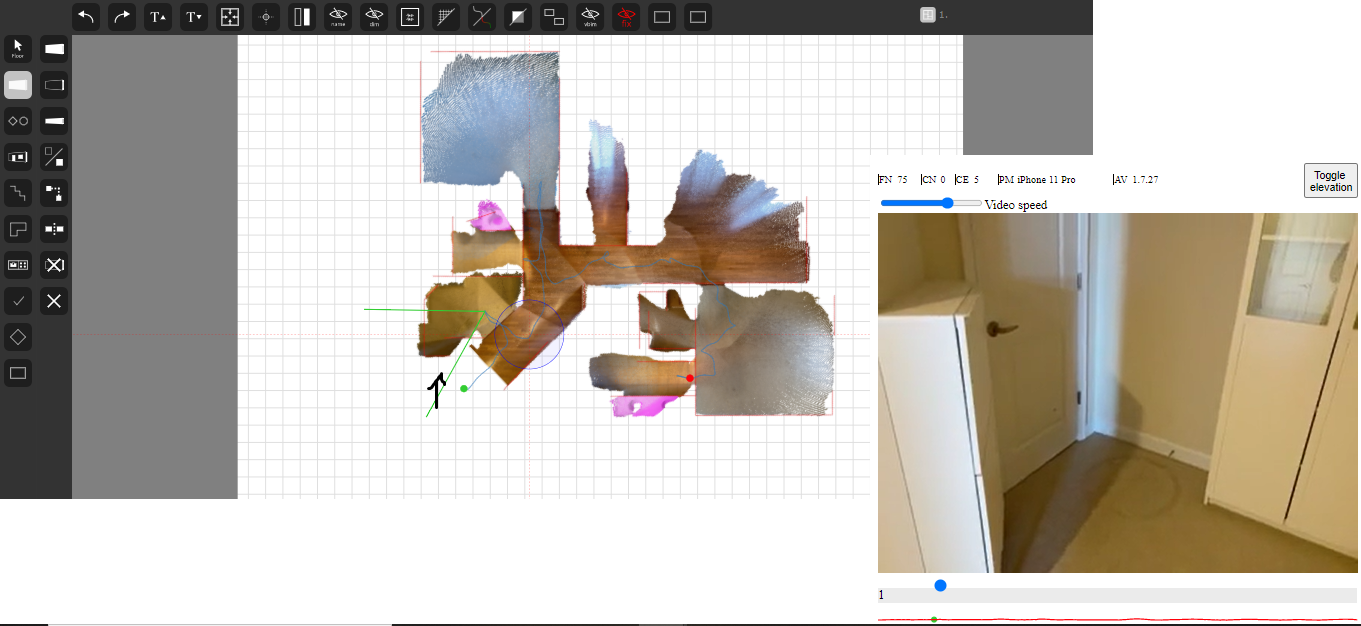 T▲ T▼ name dim vbim fix 1.
Floor
FN 75 CN 0 CE 5 PM iPhone 11 Pro AV 1.7.27
Toggle
elevation
Video speed
1